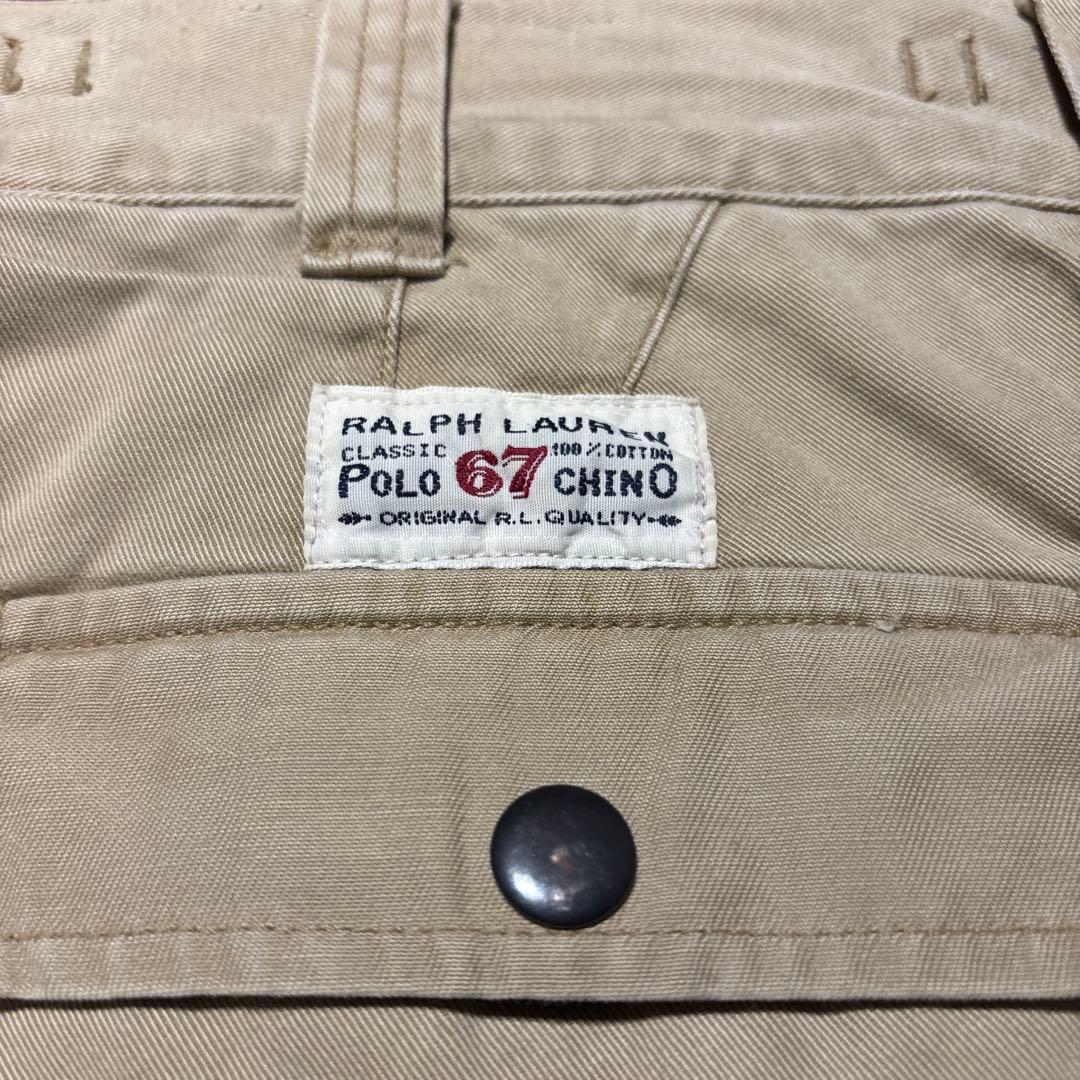 RALPH LAUREN
CLASSIC 67 100% COTTON
POLO CHINO
ORIGINAL R.L. QUALITY